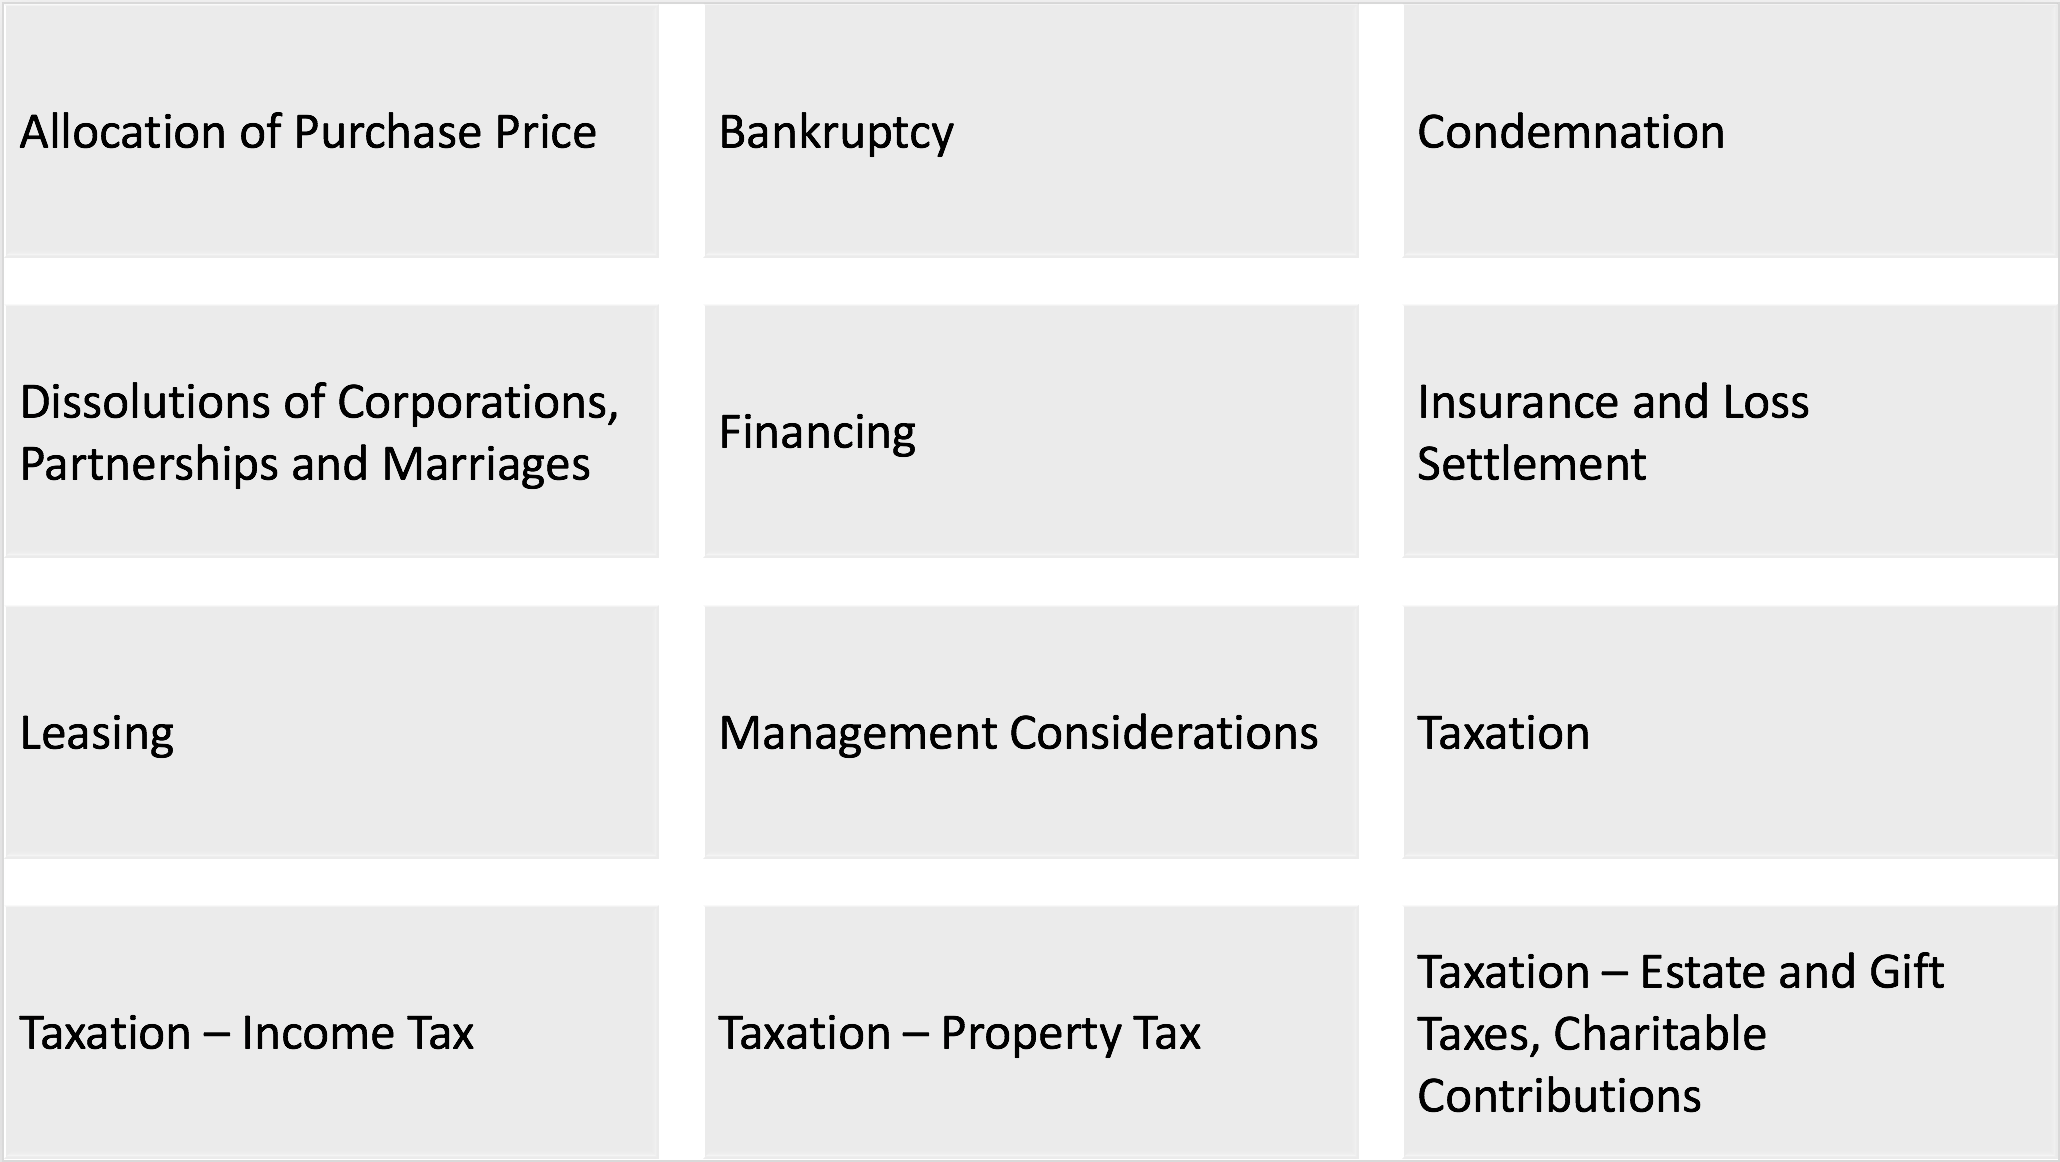 Allocation of Purchase Price
Bankruptcy
Condemnation
Dissolutions of Corporations,
Partnerships and Marriages
Financing
Insurance and Loss
Settlement
Leasing
Management Considerations
Taxation
Taxation – Income Tax
Taxation – Property Tax
Taxation – Estate and Gift
Taxes, Charitable
Contributions